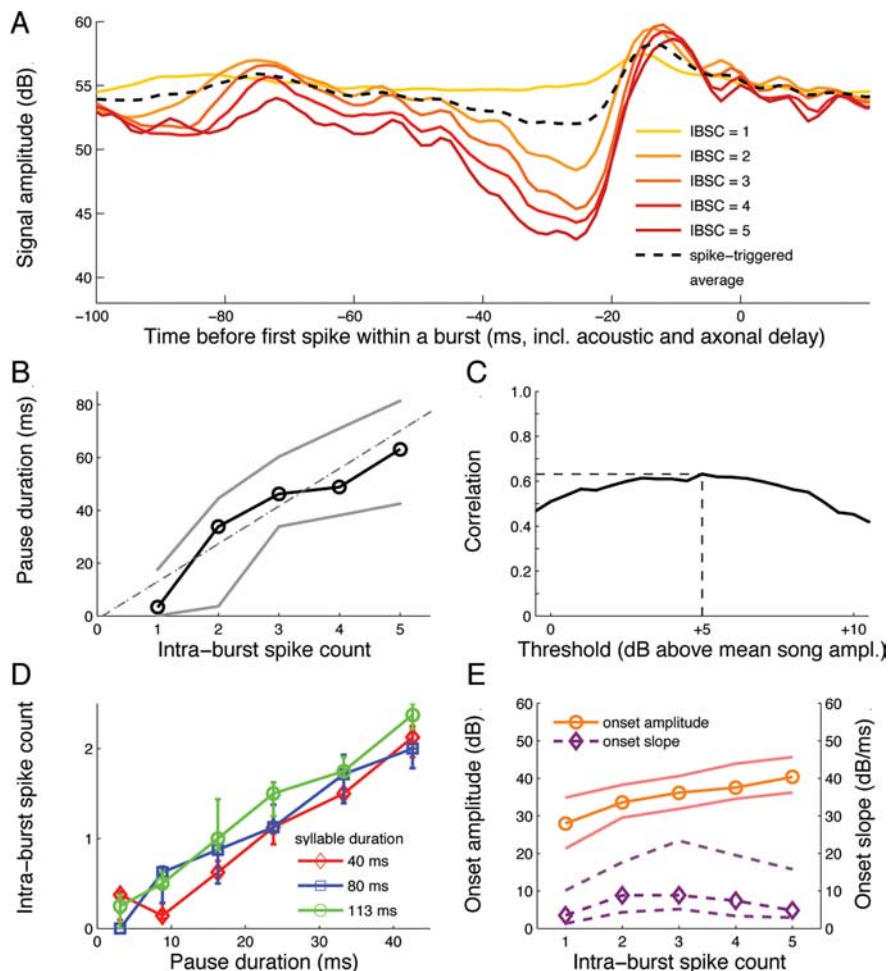 A
60
55
50
45
40
Signal amplitude (dB)
IBSC = 1
IBSC = 2
IBSC = 3
IBSC = 4
IBSC = 5
spike-triggered
average
-100
-80
-60
-40
-20
0
Time before first spike within a burst (ms, incl. acoustic and axonal delay)
B
80
60
40
20
0
Pause duration (ms)
0
1
2
3
4
5
Intra-burst spike count
C
1.0
0.8
0.6
0.4
0.2
0
Correlation
0
+5
+10
Threshold (dB above mean song ampl.)
D
2
1
0
Intra-burst spike count
syllable duration
40 ms
80 ms
113 ms
0
10
20
30
40
Pause duration (ms)
E
60
50
40
30
20
10
0
Onset amplitude (dB)
onset amplitude
onset slope
60
50
40
30
20
10
0
Onset slope (dB/ms)
1
2
3
4
5
Intra-burst spike count